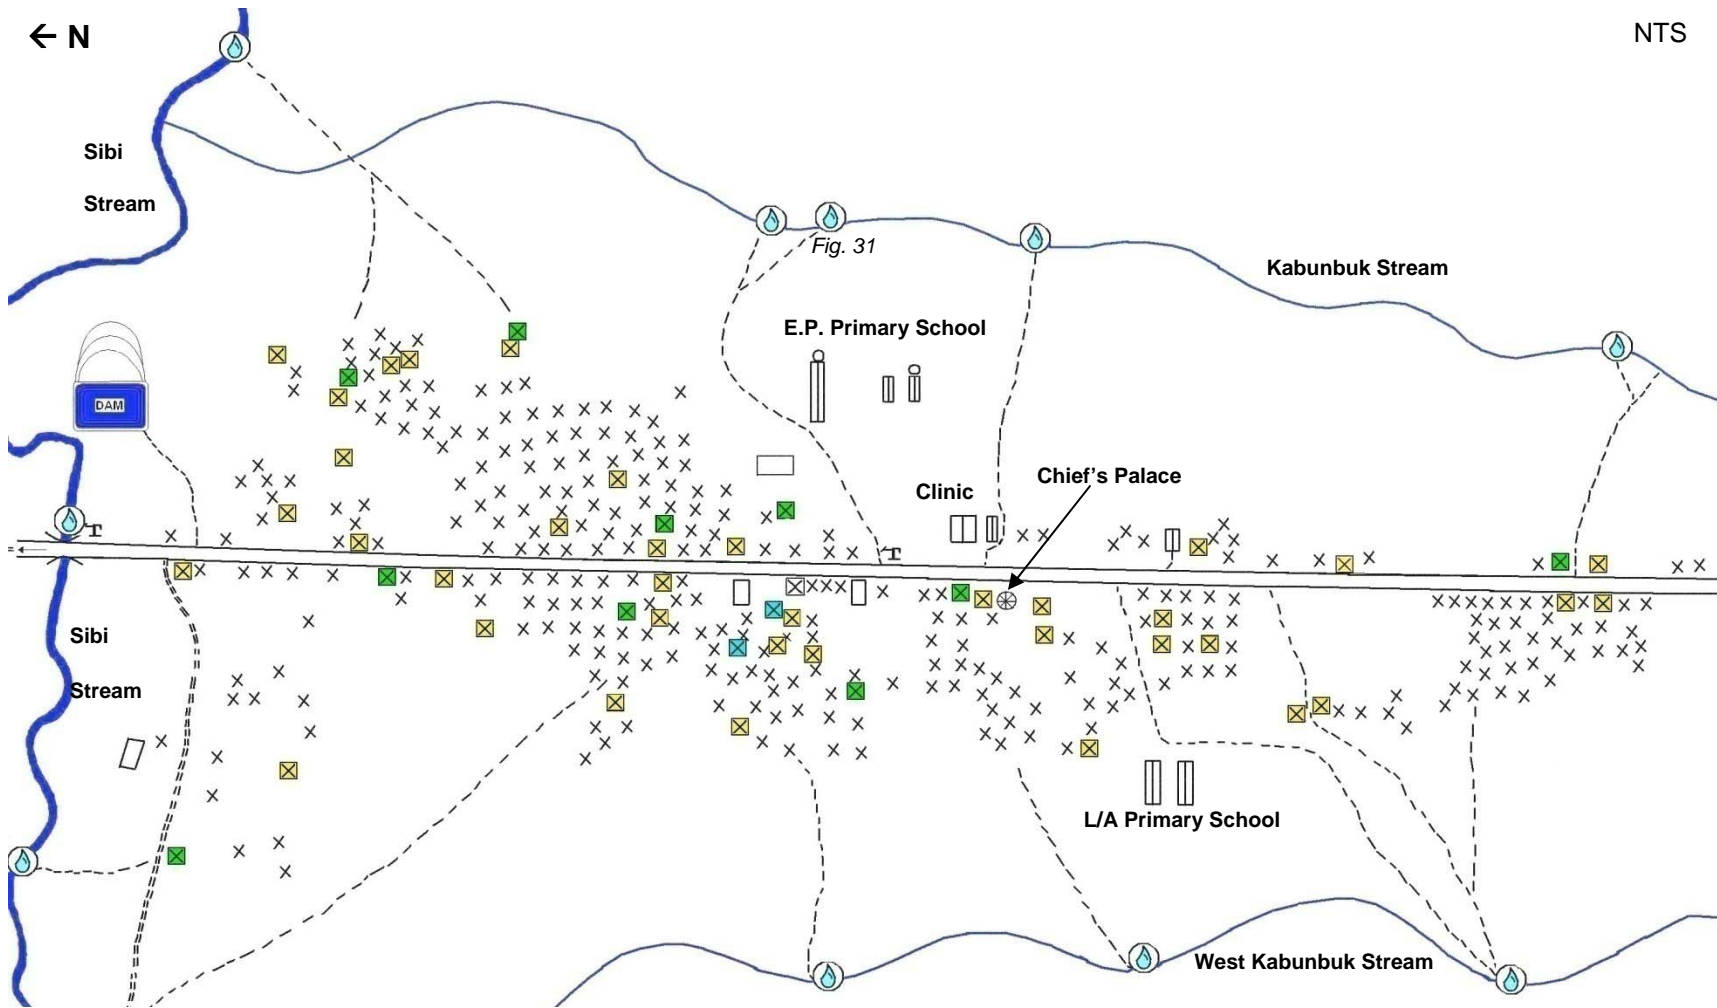 ← N
NTS
Sibi
Stream
Fig. 31
Kabunbuk Stream
E.P. Primary School
DAM
Clinic
Chief's Palace
Sibi
Stream
L/A Primary School
West Kabunbuk Stream